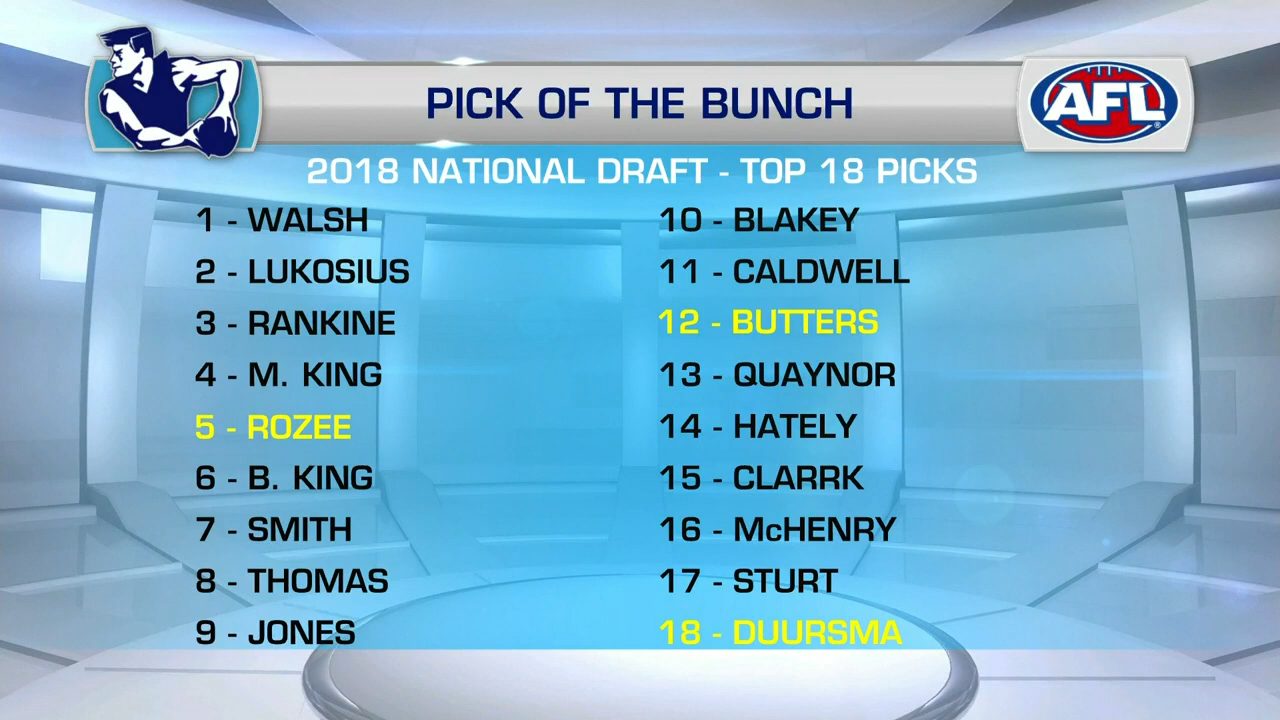 PICK OF THE BUNCH
AFL
2018 NATIONAL DRAFT - TOP 18 PICKS
1 - WALSH
2 - LUKOSIUS
3 - RANKINE
4 - M. KING
5 - ROZEE
6 - B. KING
7 - SMITH
8 - THOMAS
9 - JONES
10 - BLAKEY
11 - CALDWELL
12 - BUTTERS
13 - QUAYNOR
14 - HATELY
15 - CLARRK
16 - McHENRY
17 - STURT
18 - DUURSMA